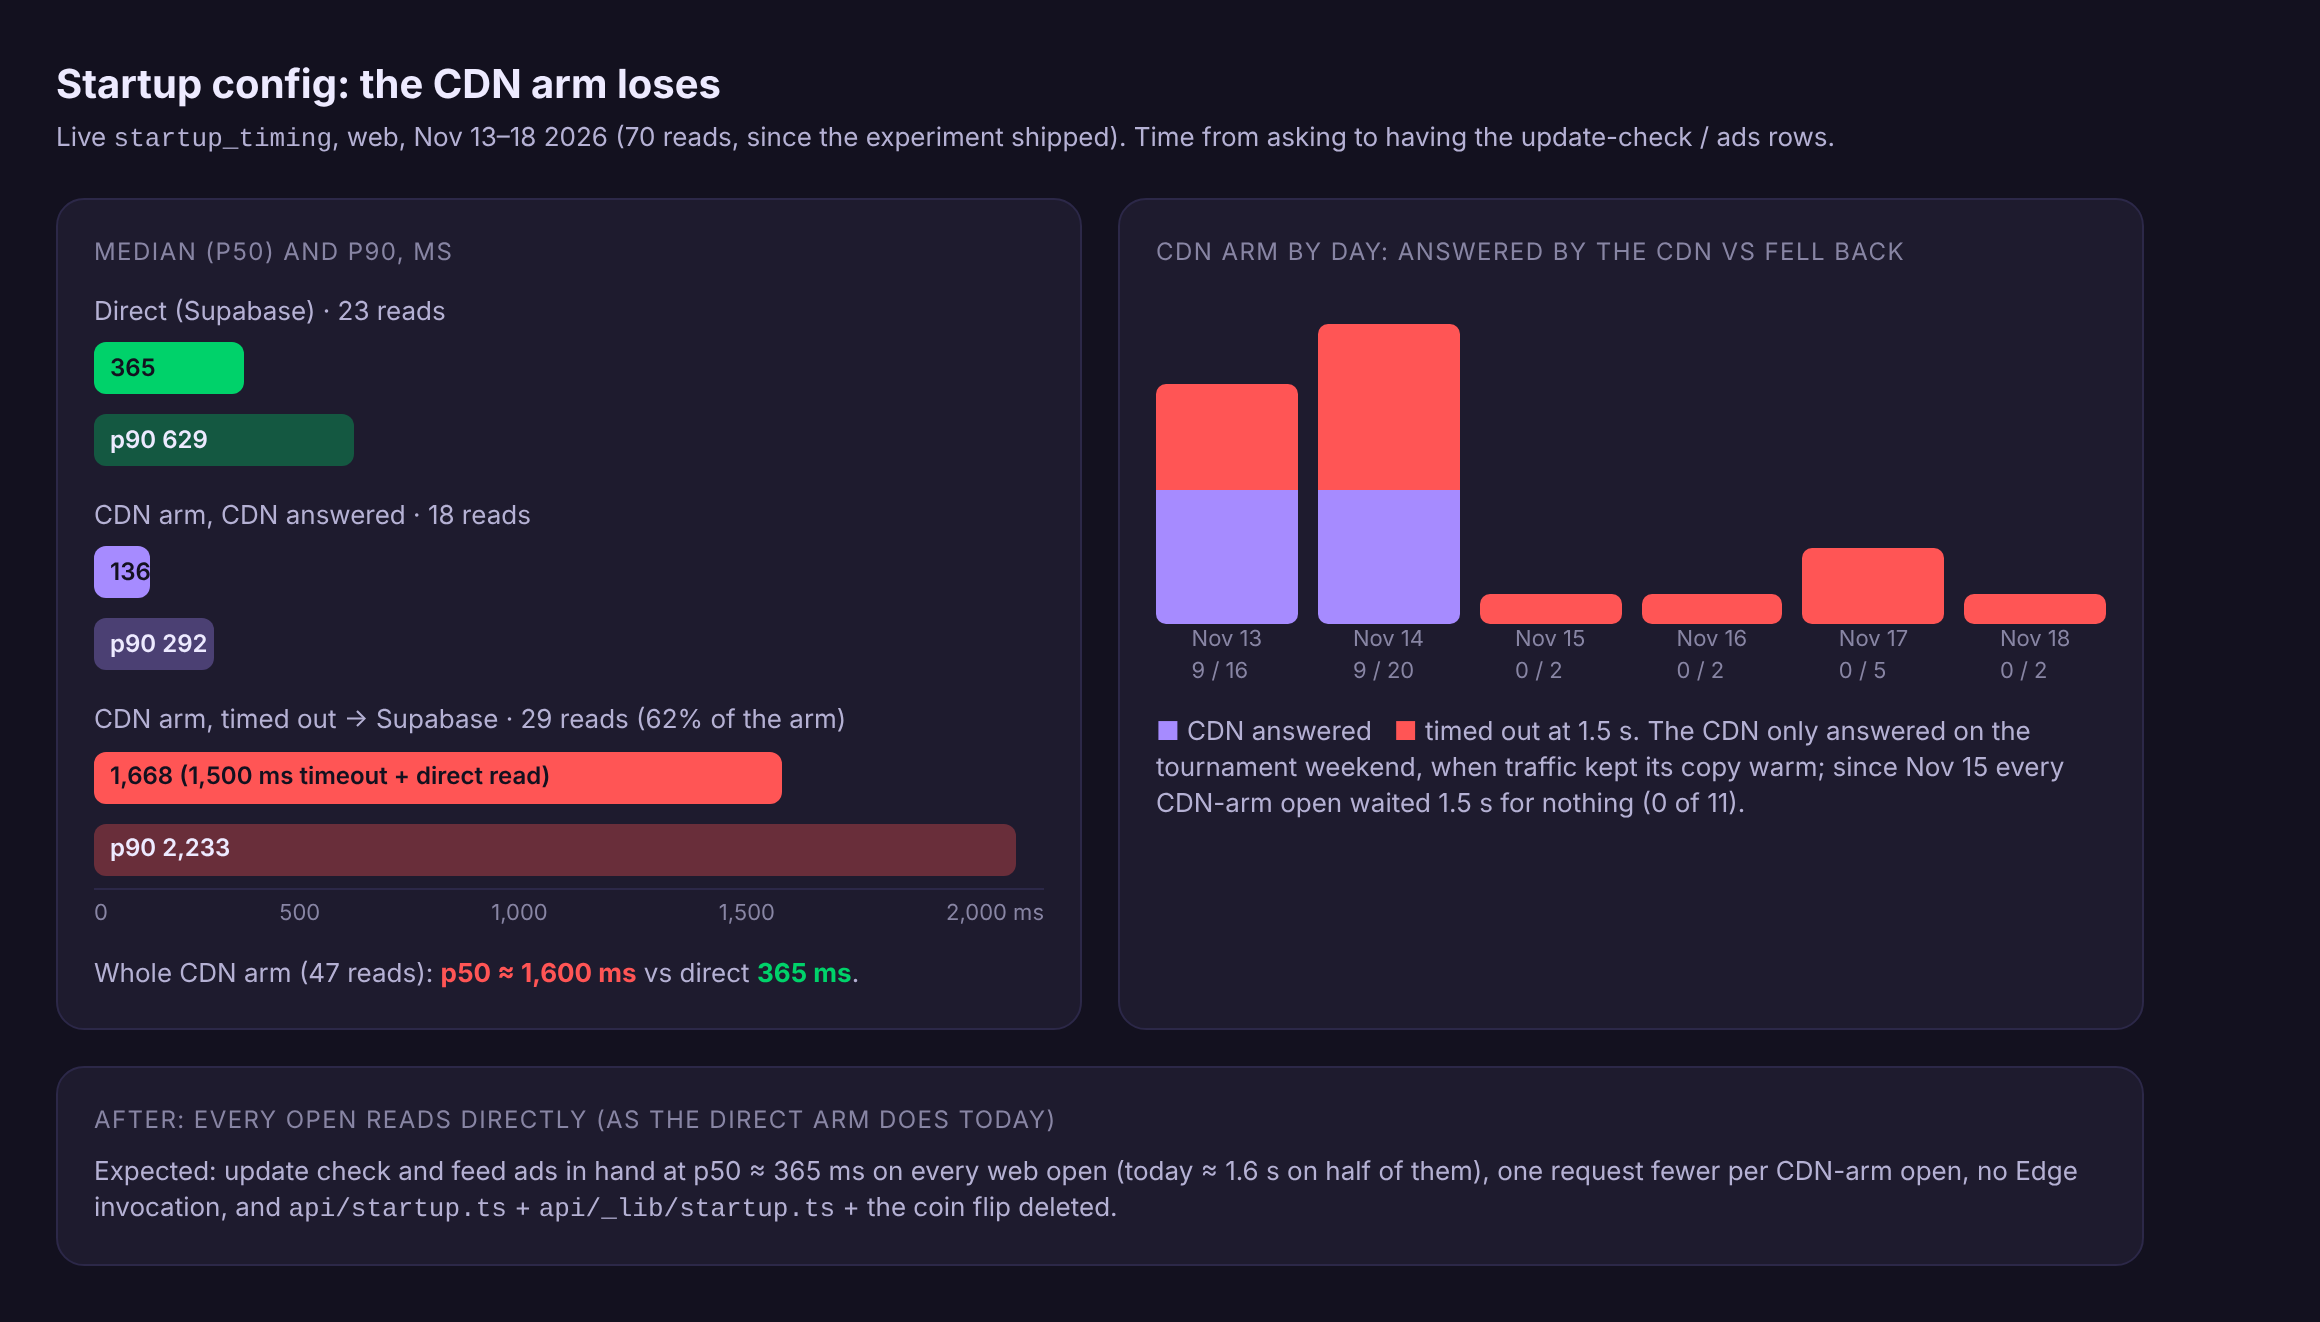 Startup config: the CDN arm loses
Live startup_timing, web, Nov 13–18 2026 (70 reads, since the experiment shipped). Time from asking to having the update-check / ads rows.
MEDIAN (P50) AND P90, MS
Direct (Supabase) · 23 reads
365
p90 629
CDN arm, CDN answered · 18 reads
136
p90 292
CDN arm, timed out → Supabase · 29 reads (62% of the arm)
1,668 (1,500 ms timeout + direct read)
p90 2,233
0 500 1,000 1,500 2,000 ms
Whole CDN arm (47 reads): p50 ≈ 1,600 ms vs direct 365 ms.
CDN ARM BY DAY: ANSWERED BY THE CDN VS FELL BACK
Nov 13 Nov 14 Nov 15 Nov 16 Nov 17 Nov 18
9 / 16 9 / 20 0 / 2 0 / 2 0 / 5 0 / 2
CDN answered timed out at 1.5 s. The CDN only answered on the
tournament weekend, when traffic kept its copy warm; since Nov 15 every
CDN-arm open waited 1.5 s for nothing (0 of 11).
AFTER: EVERY OPEN READS DIRECTLY (AS THE DIRECT ARM DOES TODAY)
Expected: update check and feed ads in hand at p50 ≈ 365 ms on every web open (today ≈ 1.6 s on half of them), one request fewer per CDN-arm open, no Edge
invocation, and api/startup.ts + api/_lib/startup.ts + the coin flip deleted.